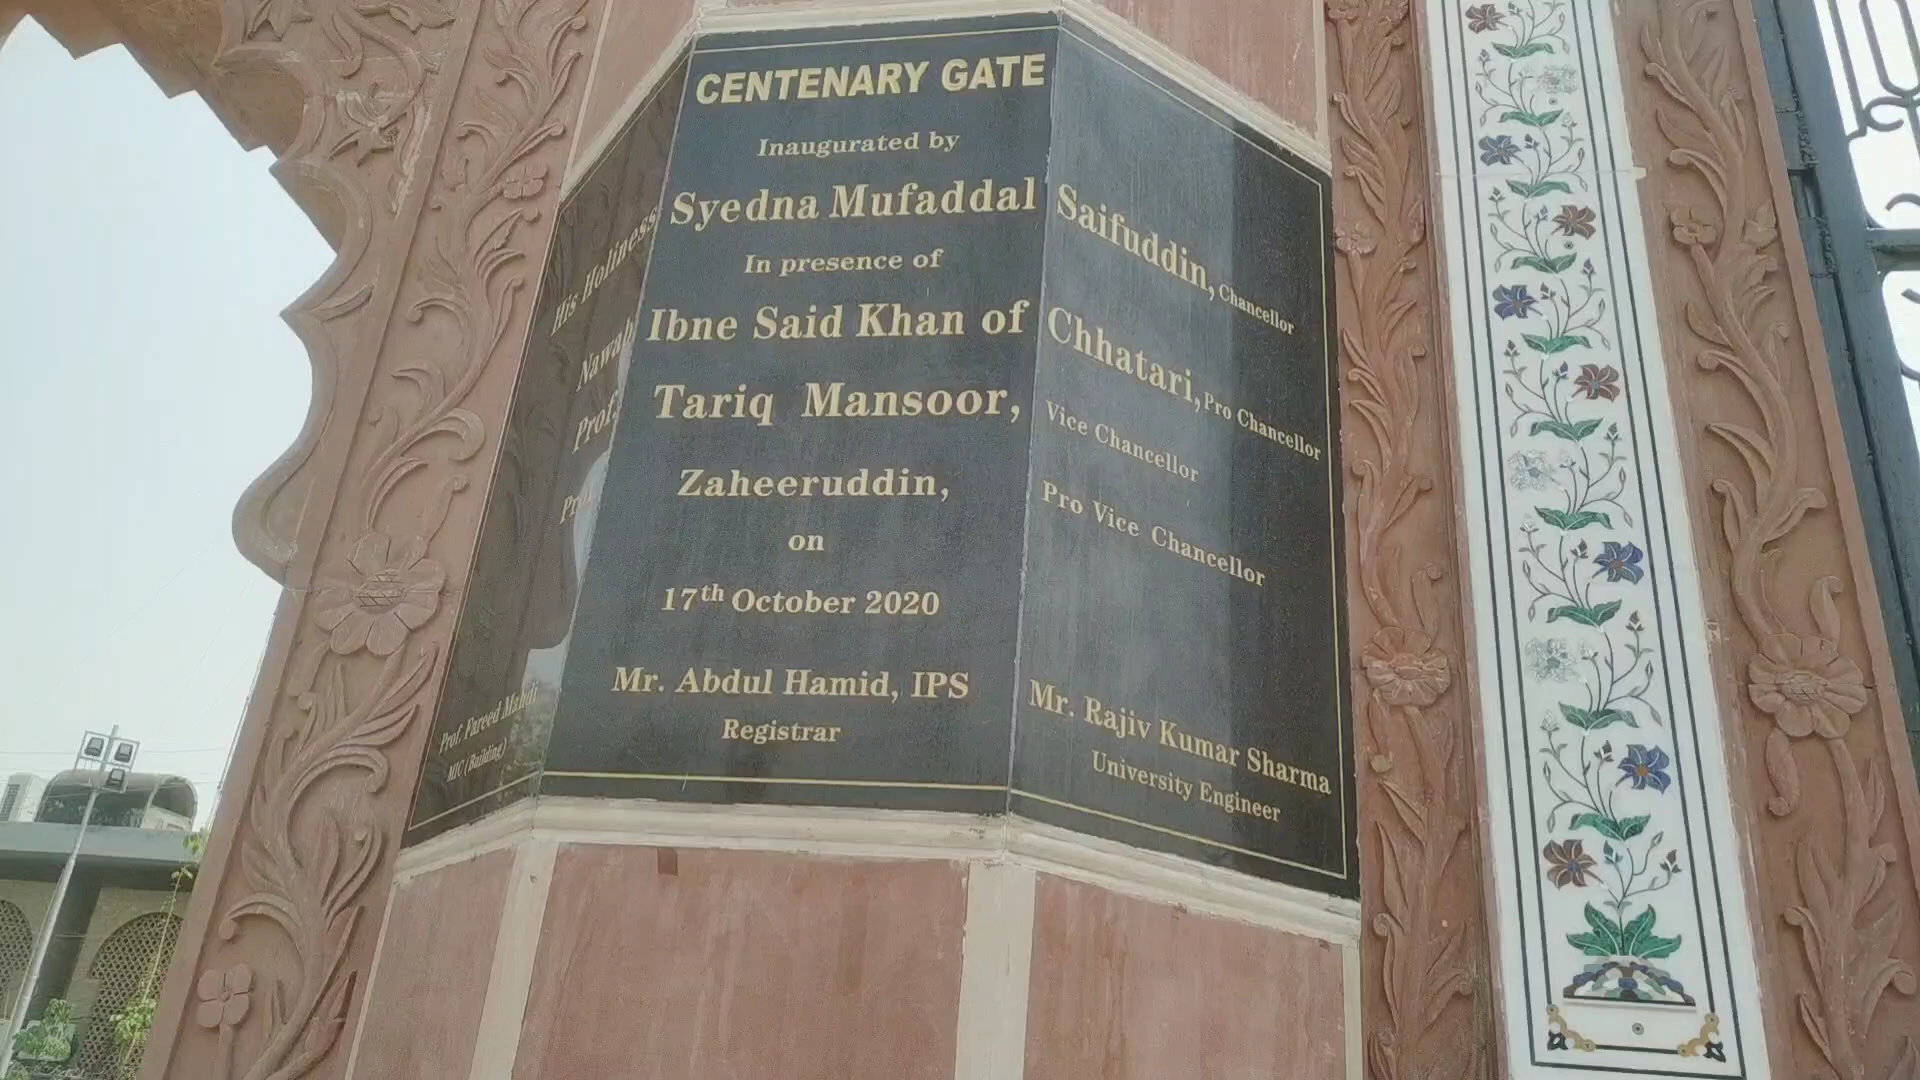 CENTENARY GATE
Inaugurated by
His Holiness Syedna Mufaddal Saifuddin, Chancellor
In presence of
Nawab Ibne Said Khan of Chhatari, Pro Chancellor
Prof. Tariq Mansoor, Vice Chancellor
Prof. Zaheeruddin, Pro Vice Chancellor
on
17th October 2020
Prof. Fareed Mahdi
MIC (Building)
Mr. Abdul Hamid, IPS
Registrar
Mr. Rajiv Kumar Sharma
University Engineer